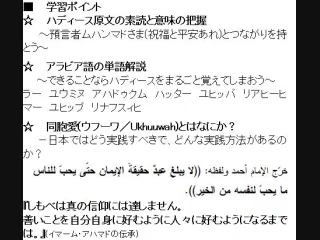 ■　学習ポイント
☆　ハディース原文の素読と意味の把握
～預言者ムハンマドさま(祝福と平安あれ)とつながりを持
とう～
☆　アラビア語の単語解説
～できることならハディースをまるごと覚えてしまおう～
ラー　ユウミヌ　アハドゥクム　ハッター　ユヒッバ　リアヒーヒ
マー　ユヒッブ　リナフスィヒ
☆　同胞愛(ウフーワ／Ukhuuwah)とはなにか？
－日本ではどう実践すべきで、どんな実践方法があるの
か？
خرّج الإمام أحمد ولفظه: ((لا يبلغ عبدٌ حقيقةَ الإيمان حتّى يحبّ للناس
ما يحبّ لنفسه من الخير)).
『しもべは真の信仰には達しません。
善いことを自分自身に好むように人々に好むようになるまで
は。』(イマーム・アハマドの伝承)